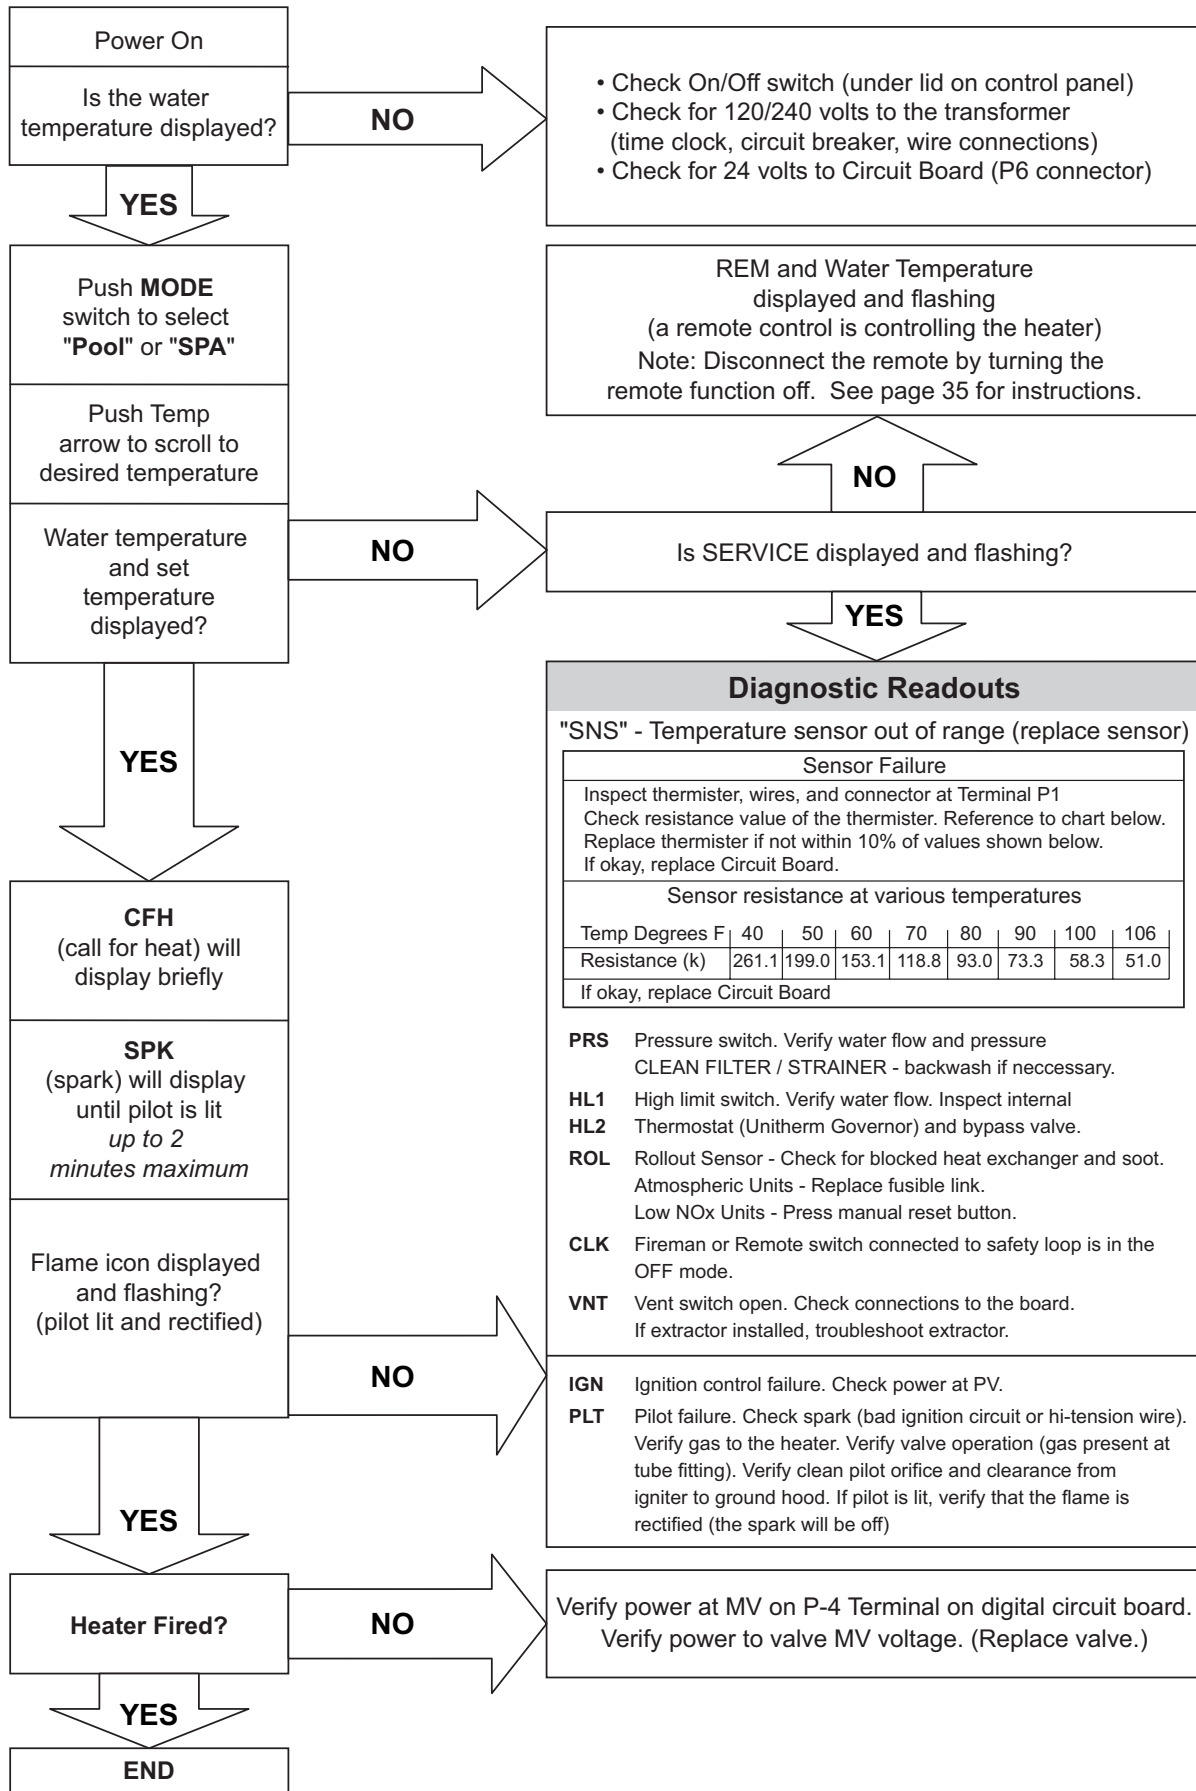 Power On
Is the water
temperature displayed?
NO
• Check On/Off switch (under lid on control panel)
• Check for 120/240 volts to the transformer
(time clock, circuit breaker, wire connections)
• Check for 24 volts to Circuit Board (P6 connector)
YES
Push MODE
switch to select
"Pool" or "SPA"
Push Temp
arrow to scroll to
desired temperature
Water temperature
and set
temperature
displayed?
NO
REM and Water Temperature
displayed and flashing
(a remote control is controlling the heater)
Note: Disconnect the remote by turning the
remote function off. See page 35 for instructions.
NO
Is SERVICE displayed and flashing?
YES
YES
Diagnostic Readouts
"SNS" - Temperature sensor out of range (replace sensor)
Sensor Failure
Inspect thermister, wires, and connector at Terminal P1
Check resistance value of the thermister. Reference to chart below.
Replace thermister if not within 10% of values shown below.
If okay, replace Circuit Board.
Sensor resistance at various temperatures
Temp Degrees F 40 50 60 70 80 90 100 106
Resistance (k) 261.1 199.0 153.1 118.8 93.0 73.3 58.3 51.0
If okay, replace Circuit Board
PRS Pressure switch. Verify water flow and pressure
CLEAN FILTER / STRAINER - backwash if neccessary.
HL1 High limit switch. Verify water flow. Inspect internal
HL2 Thermostat (Unitherm Governor) and bypass valve.
ROL Rollout Sensor - Check for blocked heat exchanger and soot.
Atmospheric Units - Replace fusible link.
Low NOx Units - Press manual reset button.
CLK Fireman or Remote switch connected to safety loop is in the
OFF mode.
VNT Vent switch open. Check connections to the board.
If extractor installed, troubleshoot extractor.
IGN Ignition control failure. Check power at PV.
PLT Pilot failure. Check spark (bad ignition circuit or hi-tension wire).
Verify gas to the heater. Verify valve operation (gas present at
tube fitting). Verify clean pilot orifice and clearance from
igniter to ground hood. If pilot is lit, verify that the flame is
rectified (the spark will be off)
CFH
(call for heat) will
display briefly
SPK
(spark) will display
until pilot is lit
up to 2
minutes maximum
Flame icon displayed
and flashing?
(pilot lit and rectified)
NO
YES
Heater Fired?
NO
Verify power at MV on P-4 Terminal on digital circuit board.
Verify power to valve MV voltage. (Replace valve.)
YES
END